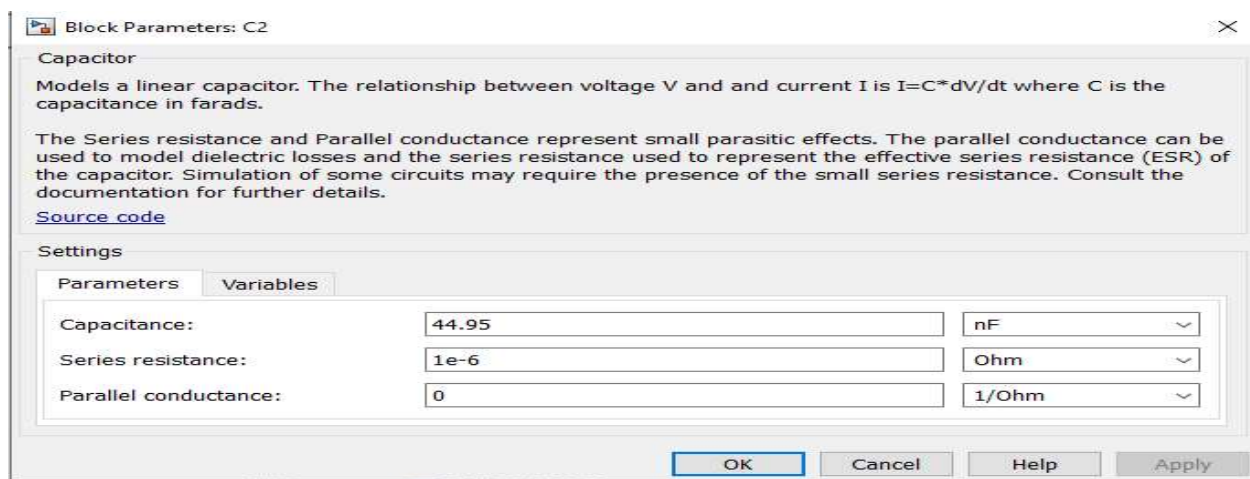 Block Parameters: C2
Capacitor
Models a linear capacitor. The relationship between voltage V and and current I is I=C*dV/dt where C is the
capacitance in farads.
The Series resistance and Parallel conductance represent small parasitic effects. The parallel conductance can be
used to model dielectric losses and the series resistance used to represent the effective series resistance (ESR) of
the capacitor. Simulation of some circuits may require the presence of the small series resistance. Consult the
documentation for further details.
Source code
Settings
Parameters Variables
Capacitance: 44.95 nF
Series resistance: 1e-6 Ohm
Parallel conductance: 0 1/Ohm
OK Cancel Help Apply